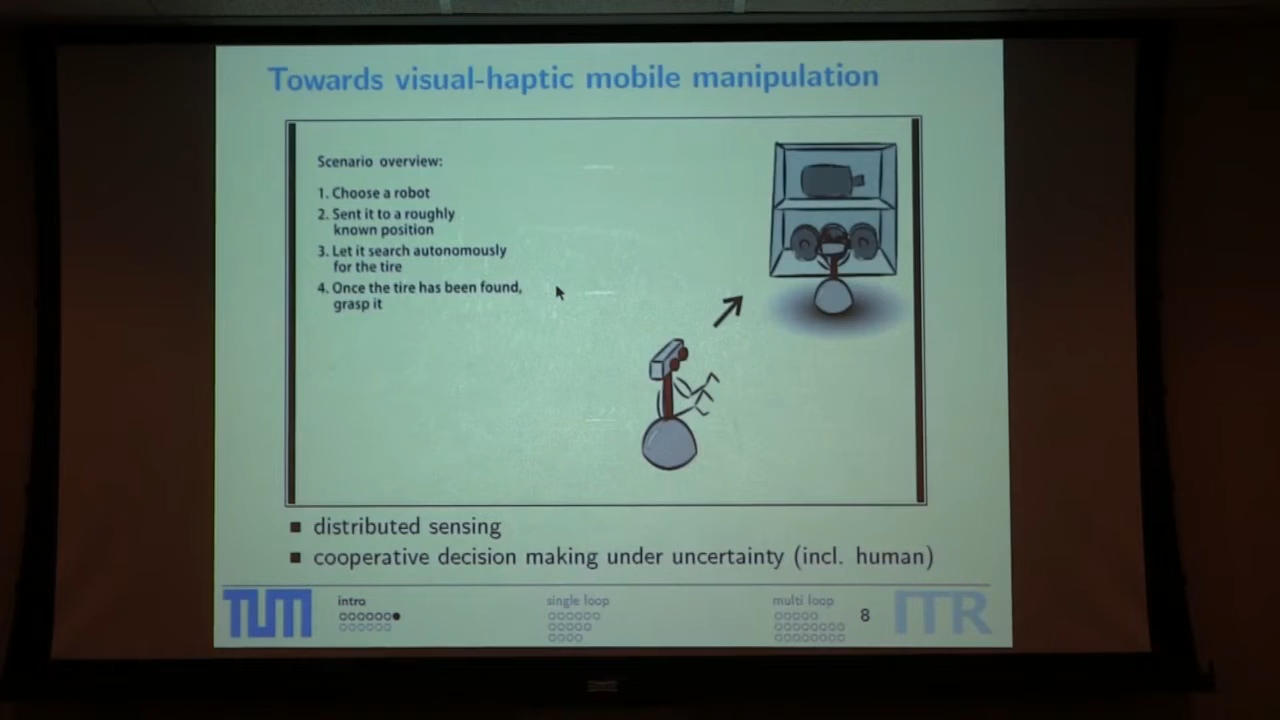 Towards visual-haptic mobile manipulation
Scenario overview:
1. Choose a robot
2. Sent it to a roughly
known position
3. Let it search autonomously
for the tire
4. Once the tire has been found,
grasp it
distributed sensing
cooperative decision making under uncertainty (incl. human)
TUM
intro
single loop
multi loop
8
ITR